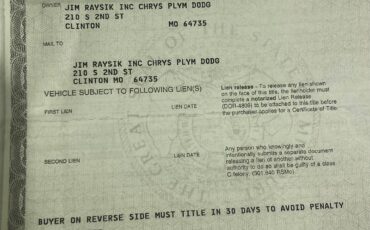 OWNER JIM RAYSIK INC CHRYS PLYM DODG
210 S 2ND ST
CLINTON MO 64735
MAIL TO
JIM RAYSIK INC CHRYS PLYM DODG
210 S 2ND ST
CLINTON MO 64735
VEHICLE SUBJECT TO FOLLOWING LIEN(S)
Lien release - To release any lien shown
on the face of this title, the lienholder must
complete a notarized Lien Release
(DOR-4809) to be attached to this title before
the purchaser applies for a Certificate of Title.
FIRST LIEN LIEN DATE
SECOND LIEN LIEN DATE
Any person who knowingly and
intentionally submits a separate document
releasing a lien of another without
authority to do so shall be guilty of a class
C felony. (301.640 RSMo)
BUYER ON REVERSE SIDE MUST TITLE IN 30 DAYS TO AVOID PENALTY